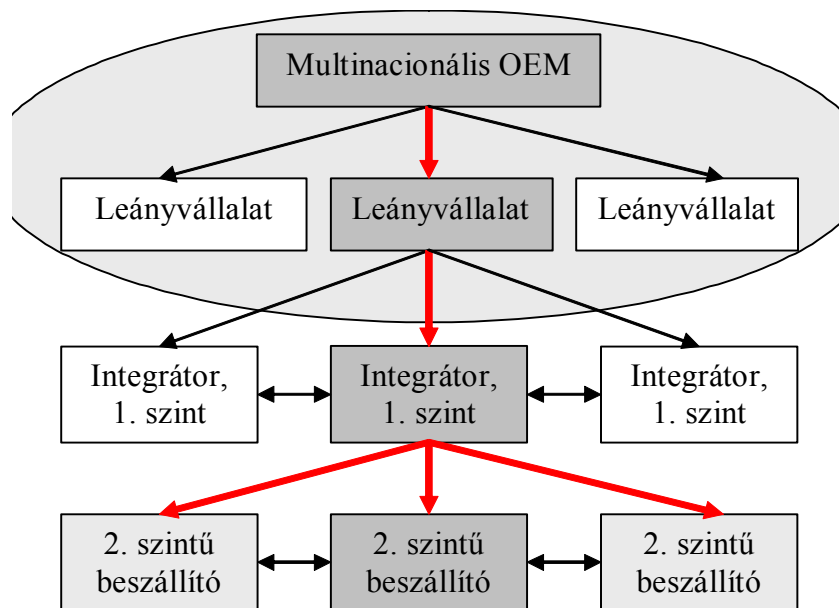 Multinacionális OEM
Leányvállalat
Leányvállalat
Leányvállalat
Integrátor,
1. szint
Integrátor,
1. szint
Integrátor,
1. szint
2. szintű
beszállító
2. szintű
beszállító
2. szintű
beszállító